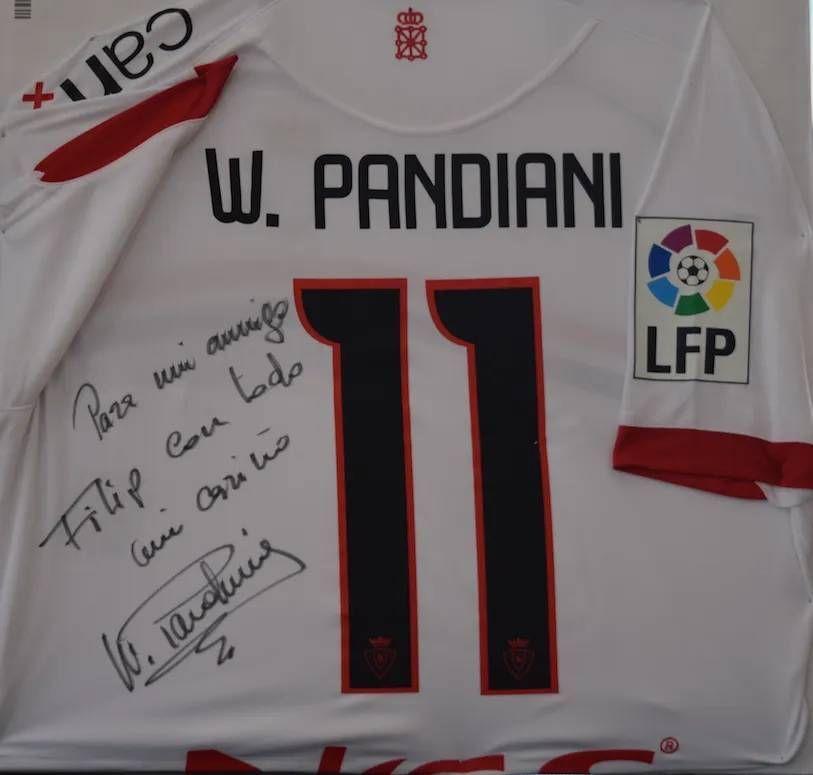 can+
W. PANDIANI
11
LFP
Para mi amigo
Filip con todo
mi cariño
W. Pandiani
®